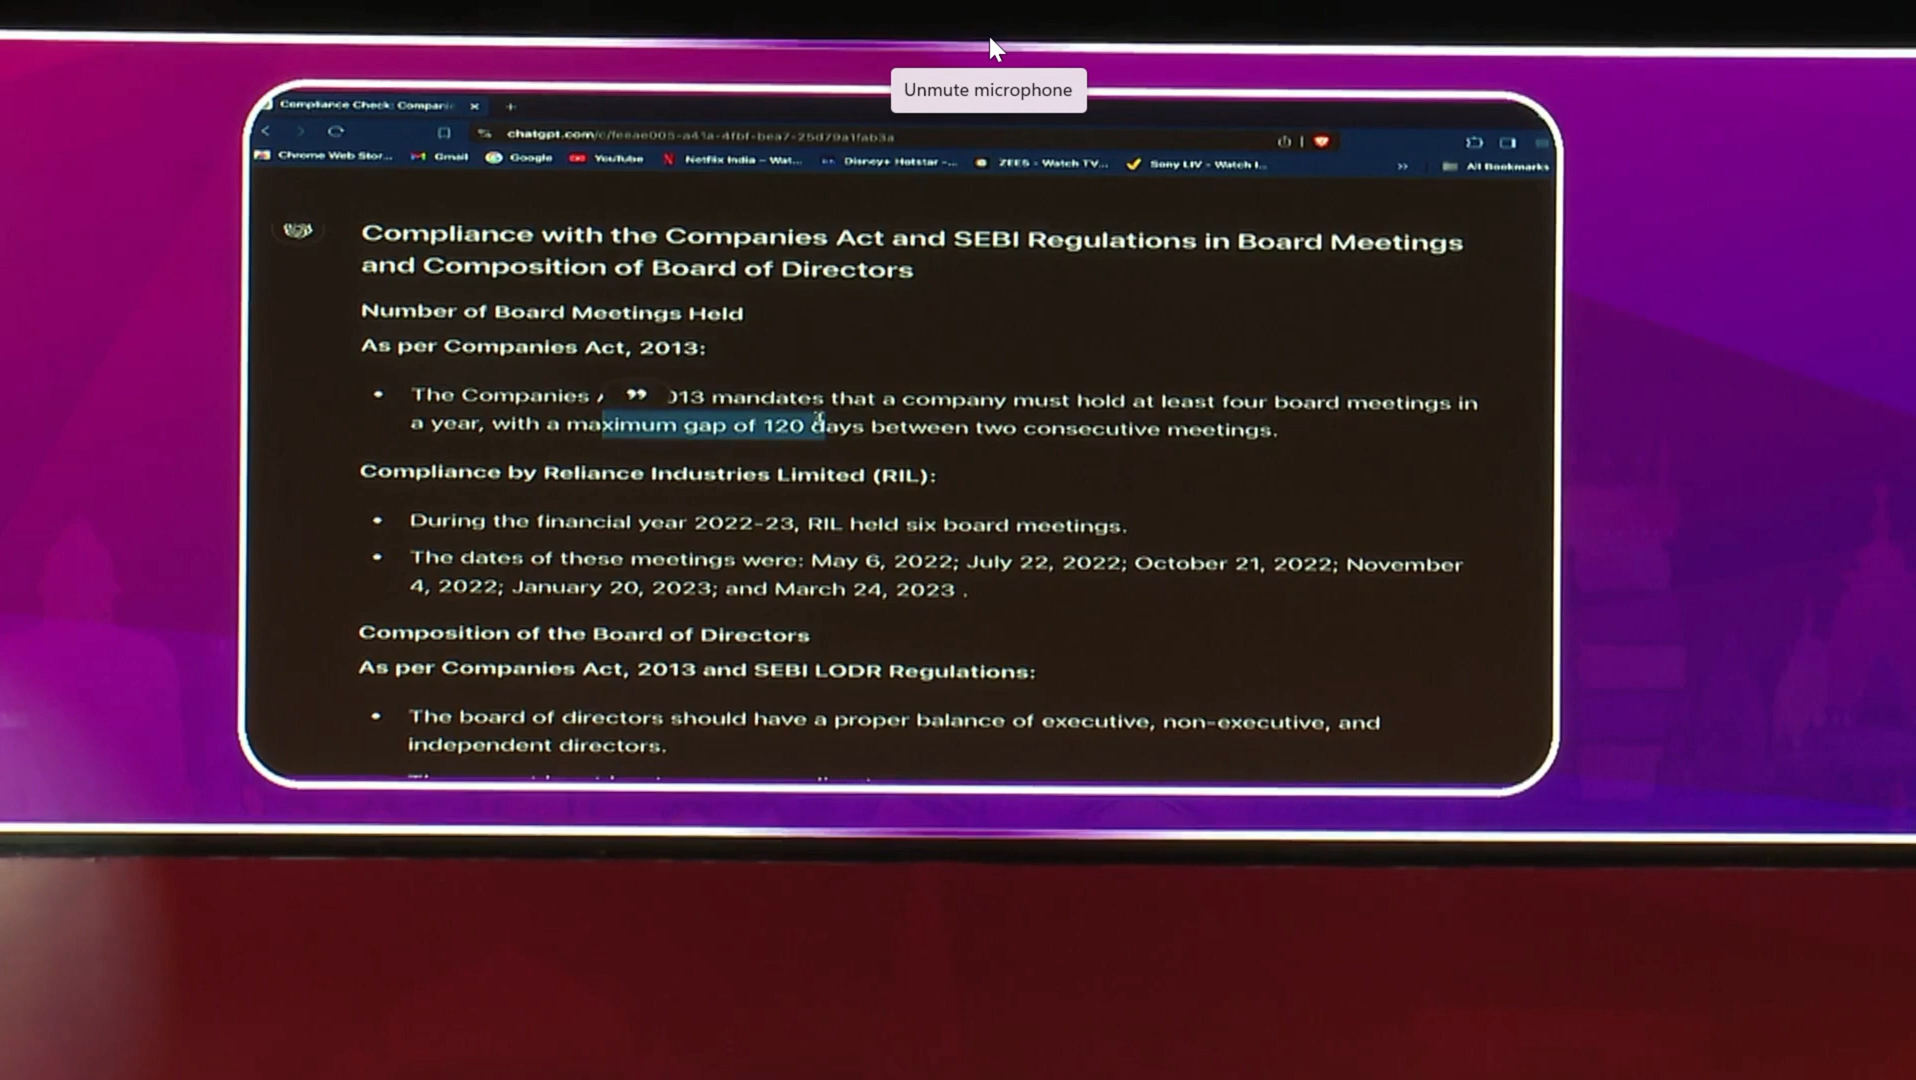 Unmute microphone
Compliance Check: Compani
chatgpt.com/c/feeae005-a41a-4fbf-bea7-25d79a1fab3a
Chrome Web Stor... Gmail Google YouTube Netflix India – Wat... Disney+ Hotstar –... ZEE5 - Watch TV... Sony LIV - Watch I... >> All Bookmarks
Compliance with the Companies Act and SEBI Regulations in Board Meetings
and Composition of Board of Directors
Number of Board Meetings Held
As per Companies Act, 2013:
• The Companies 013 mandates that a company must hold at least four board meetings in
a year, with a maximum gap of 120 days between two consecutive meetings.
Compliance by Reliance Industries Limited (RIL):
• During the financial year 2022-23, RIL held six board meetings.
• The dates of these meetings were: May 6, 2022; July 22, 2022; October 21, 2022; November
4, 2022; January 20, 2023; and March 24, 2023 .
Composition of the Board of Directors
As per Companies Act, 2013 and SEBI LODR Regulations:
• The board of directors should have a proper balance of executive, non-executive, and
independent directors.